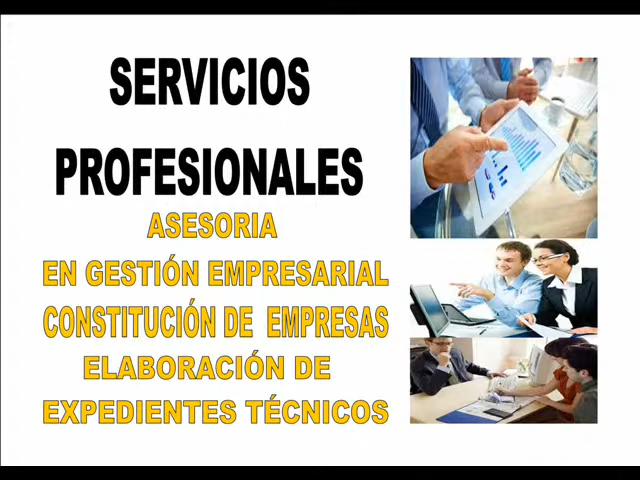 SERVICIOS
PROFESIONALES
ASESORIA
EN GESTIÓN EMPRESARIAL
CONSTITUCIÓN DE EMPRESAS
ELABORACIÓN DE
EXPEDIENTES TÉCNICOS